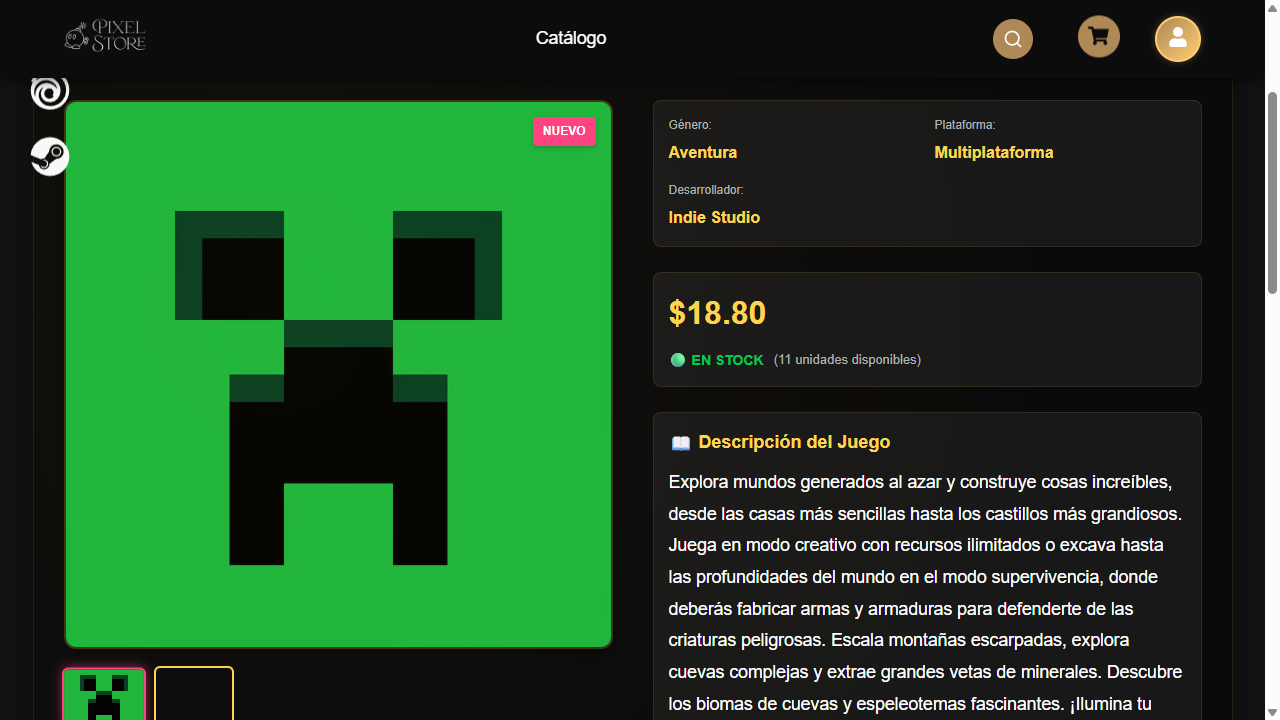 PIXEL
STORE
Catálogo
NUEVO
Género:
Aventura
Plataforma:
Multiplataforma
Desarrollador:
Indie Studio
$18.80
EN STOCK (11 unidades disponibles)
Descripción del Juego
Explora mundos generados al azar y construye cosas increíbles,
desde las casas más sencillas hasta los castillos más grandiosos.
Juega en modo creativo con recursos ilimitados o excava hasta
las profundidades del mundo en el modo supervivencia, donde
deberás fabricar armas y armaduras para defenderte de las
criaturas peligrosas. Escala montañas escarpadas, explora
cuevas complejas y extrae grandes vetas de minerales. Descubre
los biomas de cuevas y espeleotemas fascinantes. ¡Ilumina tu